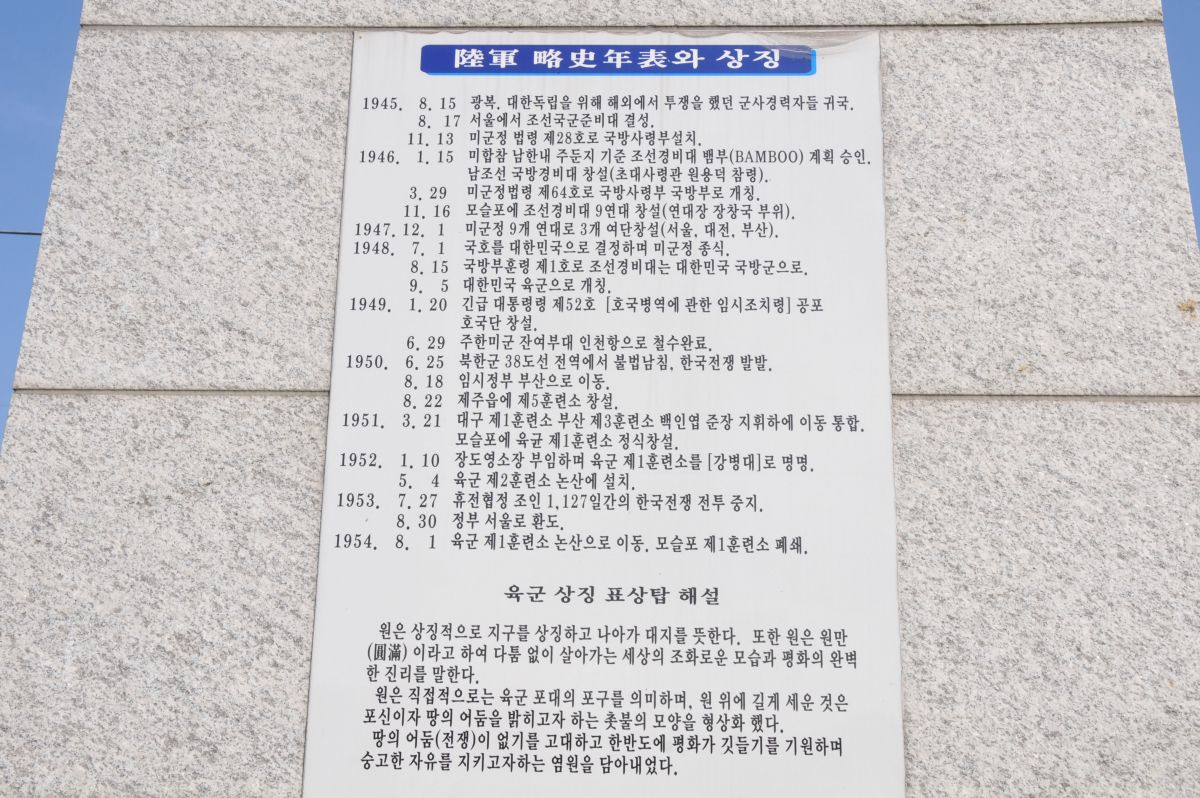 陸軍 略史年表와 상징
1945. 8. 15 광복. 대한독립을 위해 해외에서 투쟁을 했던 군사경력자들 귀국.
8. 17 서울에서 조선국군준비대 결성.
11. 13 미군정 법령 제28호로 국방사령부설치.
1946. 1. 15 미합참 남한내 주둔지 기준 조선경비대 뱀부(BAMBOO) 계획 승인.
남조선 국방경비대 창설(초대사령관 원용덕 참령).
3. 29 미군정법령 제64호로 국방사령부 국방부로 개칭.
11. 16 모슬포에 조선경비대 9연대 창설(연대장 장창국 부위).
1947. 12. 1 미군정 9개 연대로 3개 여단창설(서울, 대전, 부산).
1948. 7. 1 국호를 대한민국으로 결정하며 미군정 종식.
8. 15 국방부훈령 제1호로 조선경비대는 대한민국 국방군으로.
9. 5 대한민국 육군으로 개칭.
1949. 1. 20 긴급 대통령령 제52호 [호국병역에 관한 임시조치령] 공포
호국단 창설.
6. 29 주한미군 잔여부대 인천항으로 철수완료.
1950. 6. 25 북한군 38도선 전역에서 불법남침, 한국전쟁 발발.
8. 18 임시정부 부산으로 이동.
8. 22 제주읍에 제5훈련소 창설.
1951. 3. 21 대구 제1훈련소 부산 제3훈련소 백인엽 준장 지휘하에 이동 통합.
모슬포에 육균 제1훈련소 정식창설.
1952. 1. 10 장도영소장 부임하며 육군 제1훈련소를 [강병대]로 명명.
5. 4 육군 제2훈련소 논산에 설치.
1953. 7. 27 휴전협정 조인 1,127일간의 한국전쟁 전투 중지.
8. 30 정부 서울로 환도.
1954. 8. 1 육군 제1훈련소 논산으로 이동. 모슬포 제1훈련소 폐쇄.
육군 상징 표상탑 해설
원은 상징적으로 지구를 상징하고 나아가 대지를 뜻한다. 또한 원은 원만
(圓滿) 이라고 하여 다툼 없이 살아가는 세상의 조화로운 모습과 평화의 완벽
한 진리를 말한다.
원은 직접적으로는 육군 포대의 포구를 의미하며, 원 위에 길게 세운 것은
포신이자 땅의 어둠을 밝히고자 하는 촛불의 모양을 형상화 했다.
땅의 어둠(전쟁)이 없기를 고대하고 한반도에 평화가 깃들기를 기원하며
숭고한 자유를 지키고자하는 염원을 담아내었다.